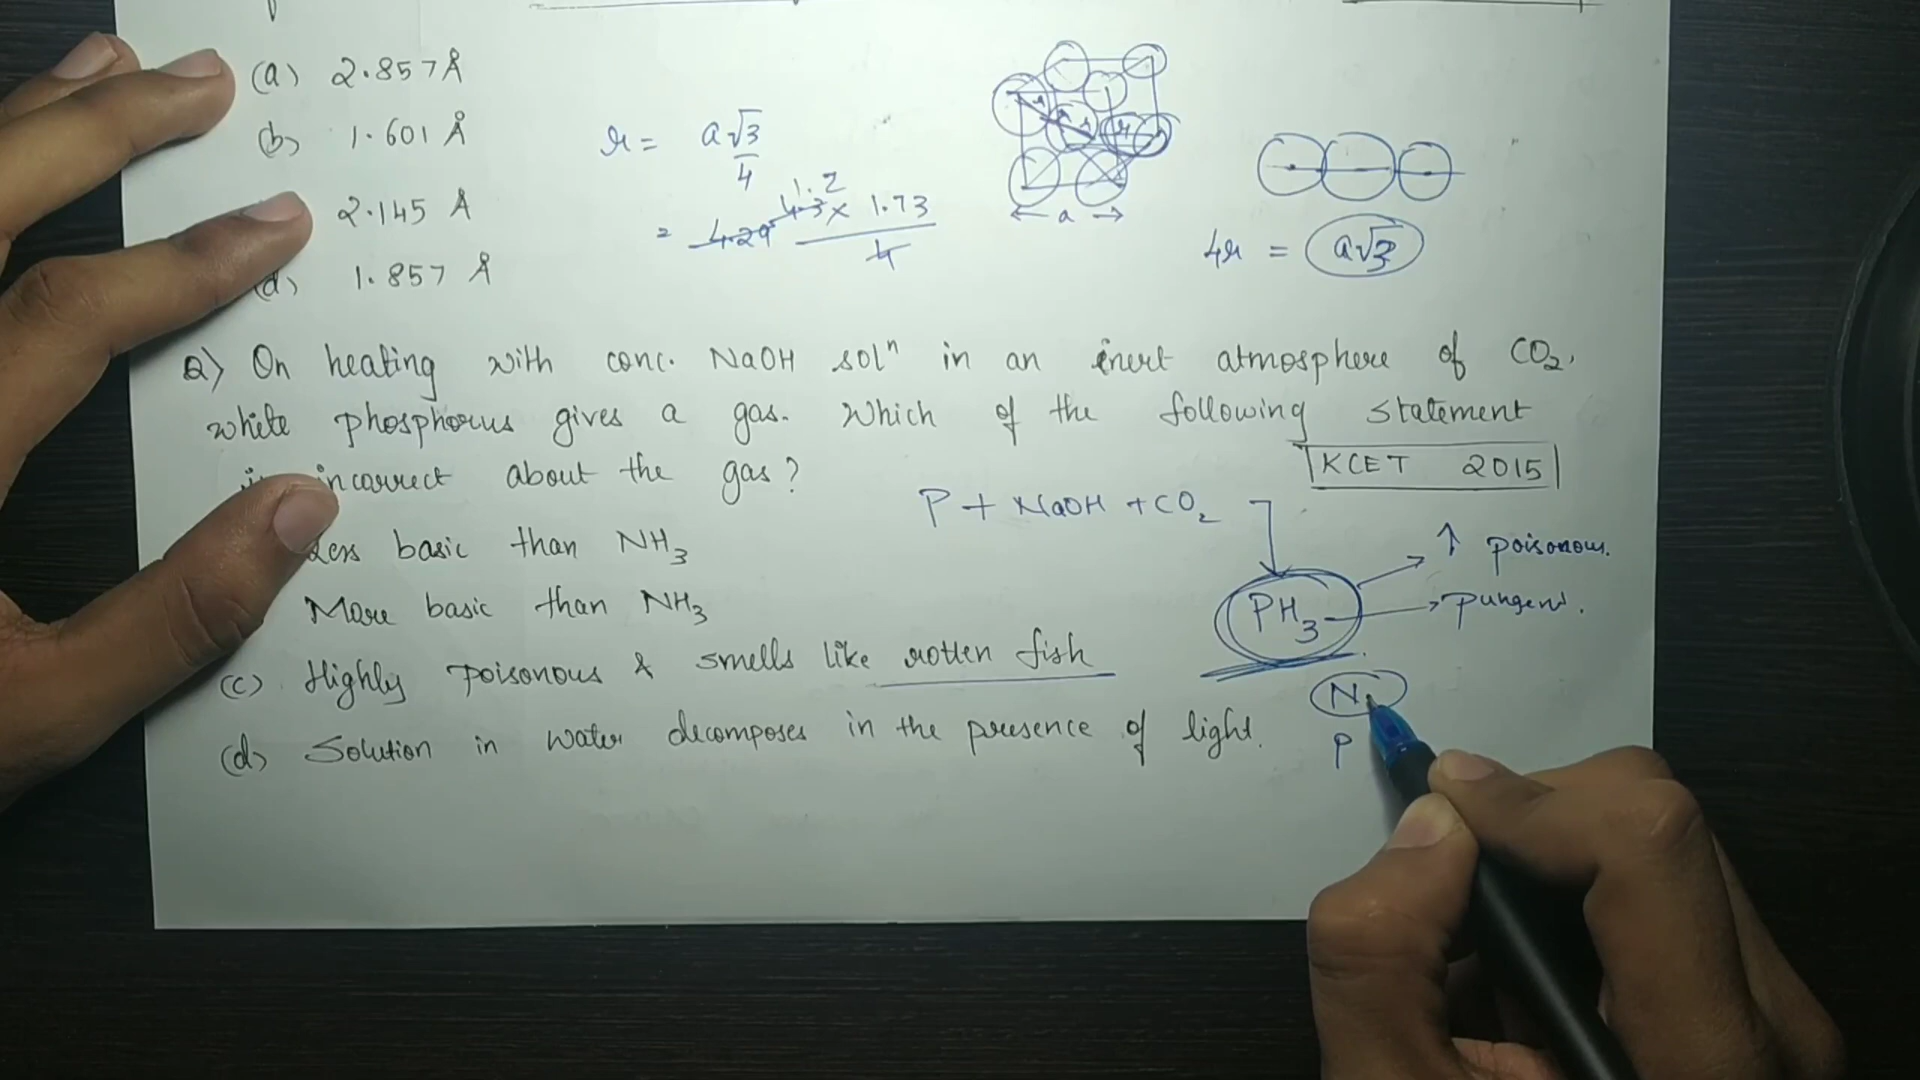 (a) 2.857 Å
(b) 1.601 Å
2.145 Å
(d) 1.857 Å
r = a√3/4
= 4.29 4.3 × 1.73 / 4
1.2
a
4r = a√3
Q) On heating with conc. NaOH solⁿ in an inert atmosphere of CO₂,
white phosphorus gives a gas. Which of the following statement
incorrect about the gas?
KCET 2015
P + NaOH + CO₂
Less basic than NH₃
More basic than NH₃
(c) Highly poisonous & smells like rotten fish
(d) Solution in water decomposes in the presence of light.
PH₃
↑ poisonous.
pungent.
N
P